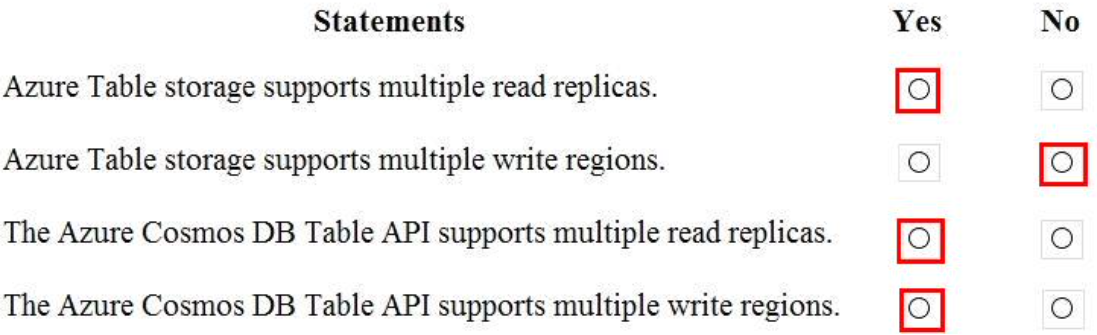 Statements Yes No
Azure Table storage supports multiple read replicas.
Azure Table storage supports multiple write regions.
The Azure Cosmos DB Table API supports multiple read replicas.
The Azure Cosmos DB Table API supports multiple write regions.